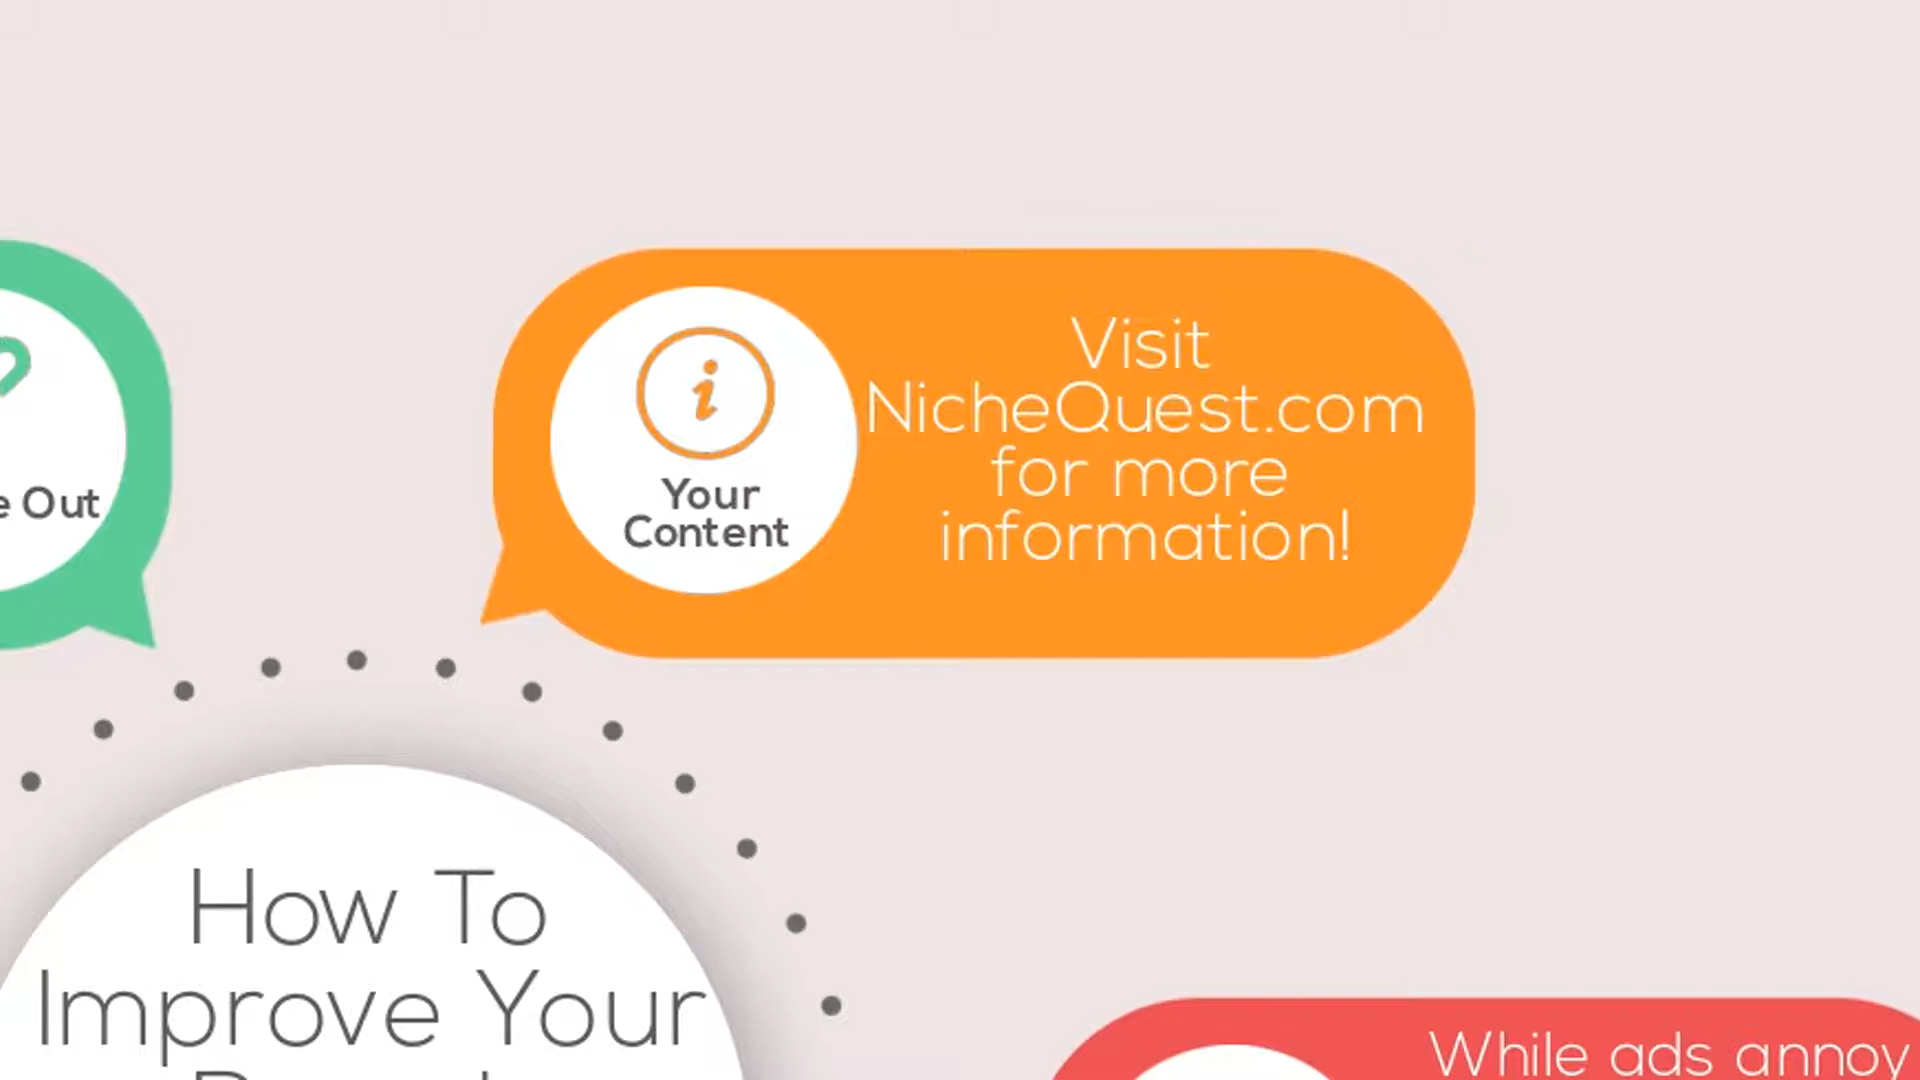 Out
Your
Content
Visit
NicheQuest.com
for more
information!
How To
Improve Your
While ads annoy